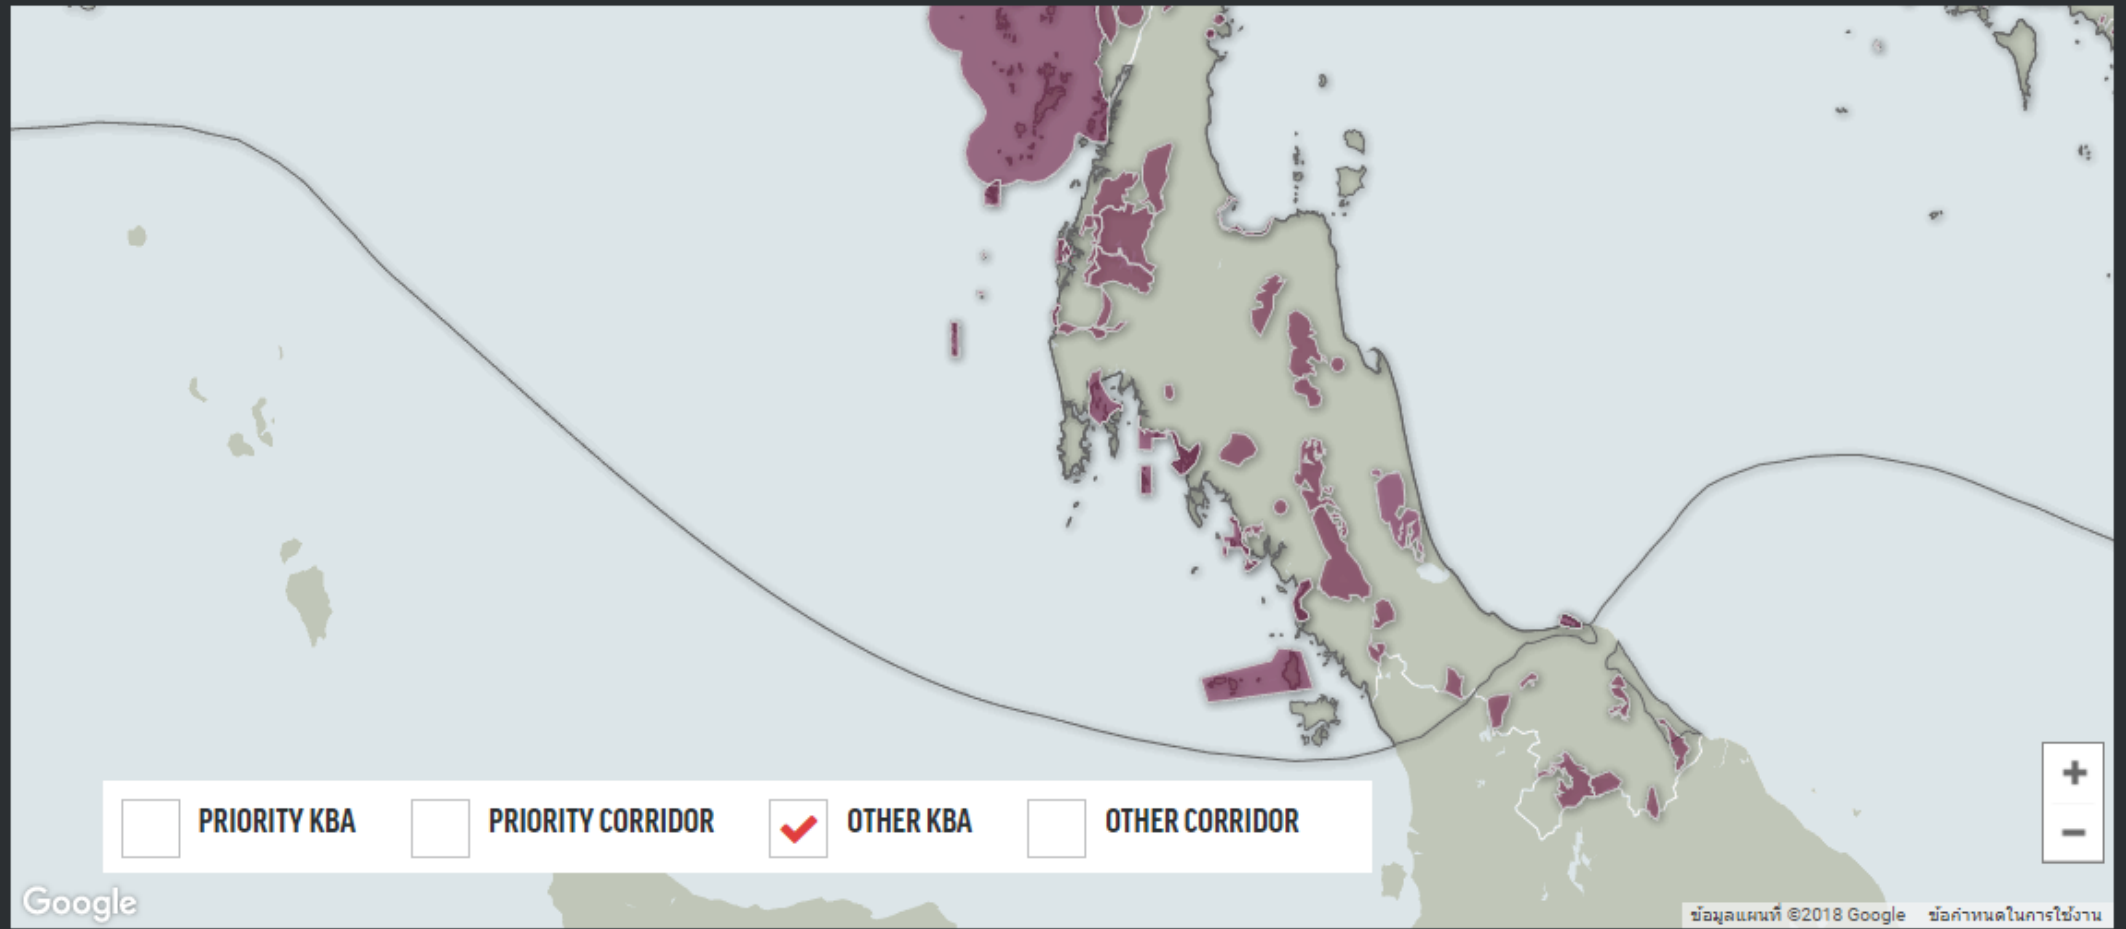 PRIORITY KBA
PRIORITY CORRIDOR
OTHER KBA
OTHER CORRIDOR
+
−
Google
ข้อมูลแผนที่ ©2018 Google
ข้อกำหนดในการใช้งาน